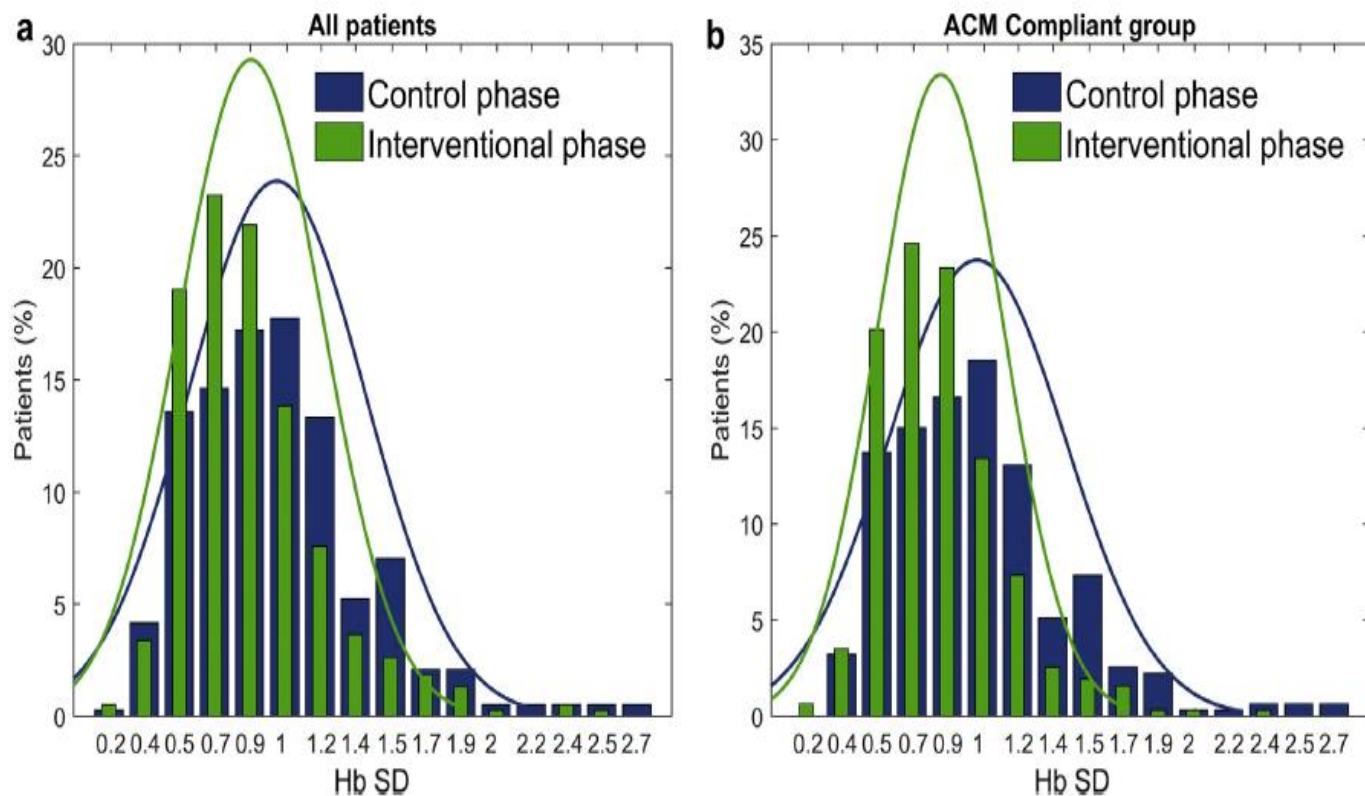 a
All patients
30
25
20
15
10
5
0
Patients (%)
Control phase
Interventional phase
0.2 0.4 0.5 0.7 0.9 1 1.2 1.4 1.5 1.7 1.9 2 2.2 2.4 2.5 2.7
Hb SD
b
ACM Compliant group
35
30
25
20
15
10
5
0
Patients (%)
Control phase
Interventional phase
0.2 0.4 0.5 0.7 0.9 1 1.2 1.4 1.5 1.7 1.9 2 2.2 2.4 2.5 2.7
Hb SD